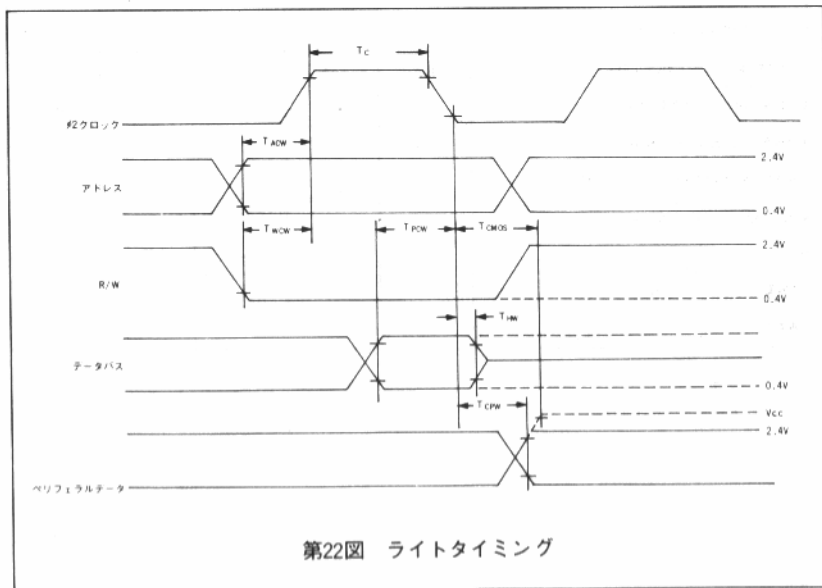 TC
ø2クロック
TACW
2.4V
アドレス
0.4V
TWCW
TPCW
TCMOS
2.4V
R/W
0.4V
THW
データバス
0.4V
TCPW
Vcc
2.4V
ペリフェラルデータ
第22図 ライトタイミング